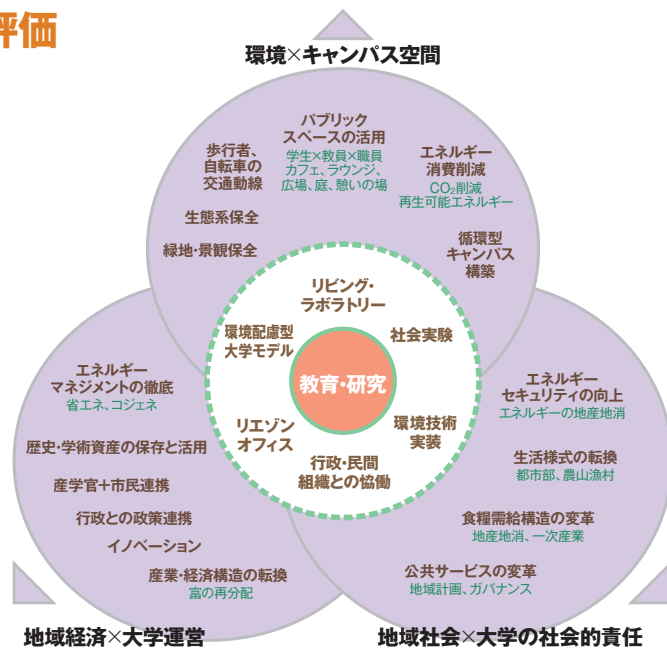 評価
環境×キャンパス空間
パブリック
スペースの活用
学生×教員×職員
カフェ、ラウンジ、
広場、庭、憩いの場
歩行者、
自転車の
交通動線
エネルギー
消費削減
CO₂削減
再生可能エネルギー
生態系保全
緑地・景観保全
循環型
キャンパス
構築
リビング・
ラボラトリー
環境配慮型
大学モデル
社会実験
教育・研究
リエゾン
オフィス
環境技術
実装
行政・民間
組織との協働
エネルギー
マネジメントの徹底
省エネ、コジェネ
歴史・学術資産の保存と活用
産学官＋市民連携
行政との政策連携
イノベーション
産業・経済構造の転換
富の再分配
エネルギー
セキュリティの向上
エネルギーの地産地消
生活様式の転換
都市部、農山漁村
食糧需給構造の変革
地産地消、一次産業
公共サービスの変革
地域計画、ガバナンス
地域経済×大学運営
地域社会×大学の社会的責任